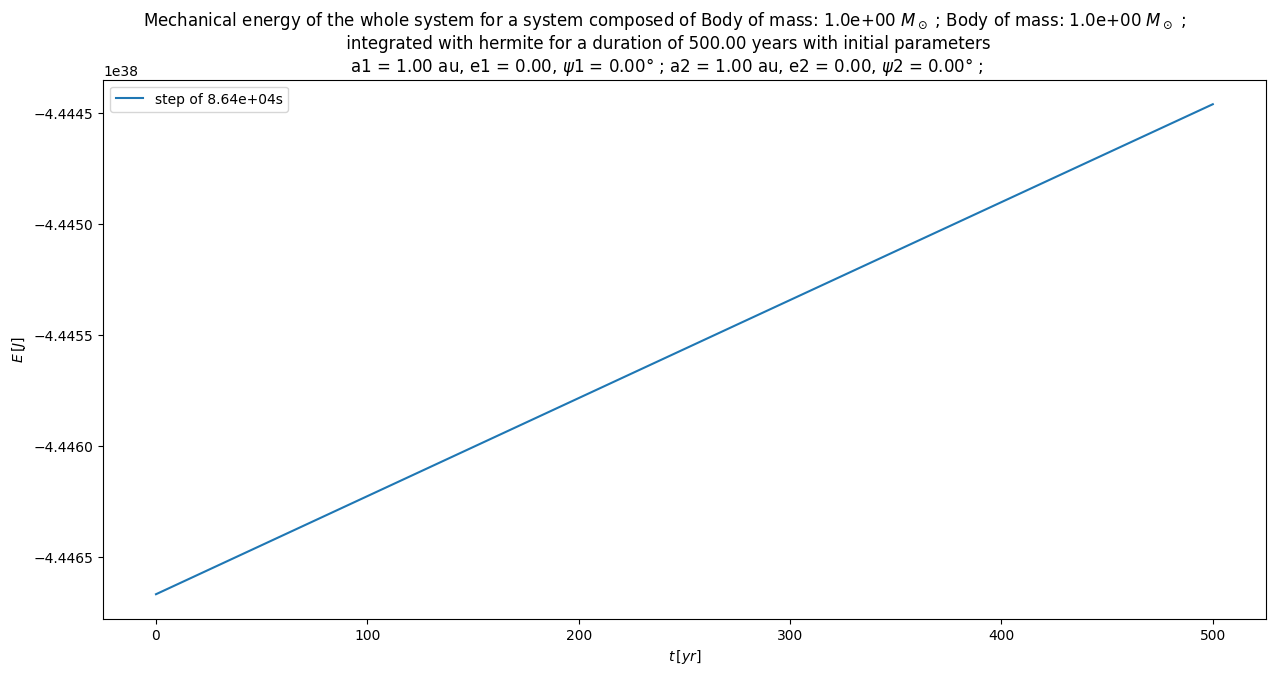 Mechanical energy of the whole system for a system composed of Body of mass: 1.0e+00 M⊙ ; Body of mass: 1.0e+00 M⊙ ;
integrated with hermite for a duration of 500.00 years with initial parameters
a1 = 1.00 au, e1 = 0.00, ψ1 = 0.00° ; a2 = 1.00 au, e2 = 0.00, ψ2 = 0.00° ;
1e38
step of 8.64e+04s
−4.4445
−4.4450
−4.4455
−4.4460
−4.4465
E [J]
0 100 200 300 400 500
t [yr]